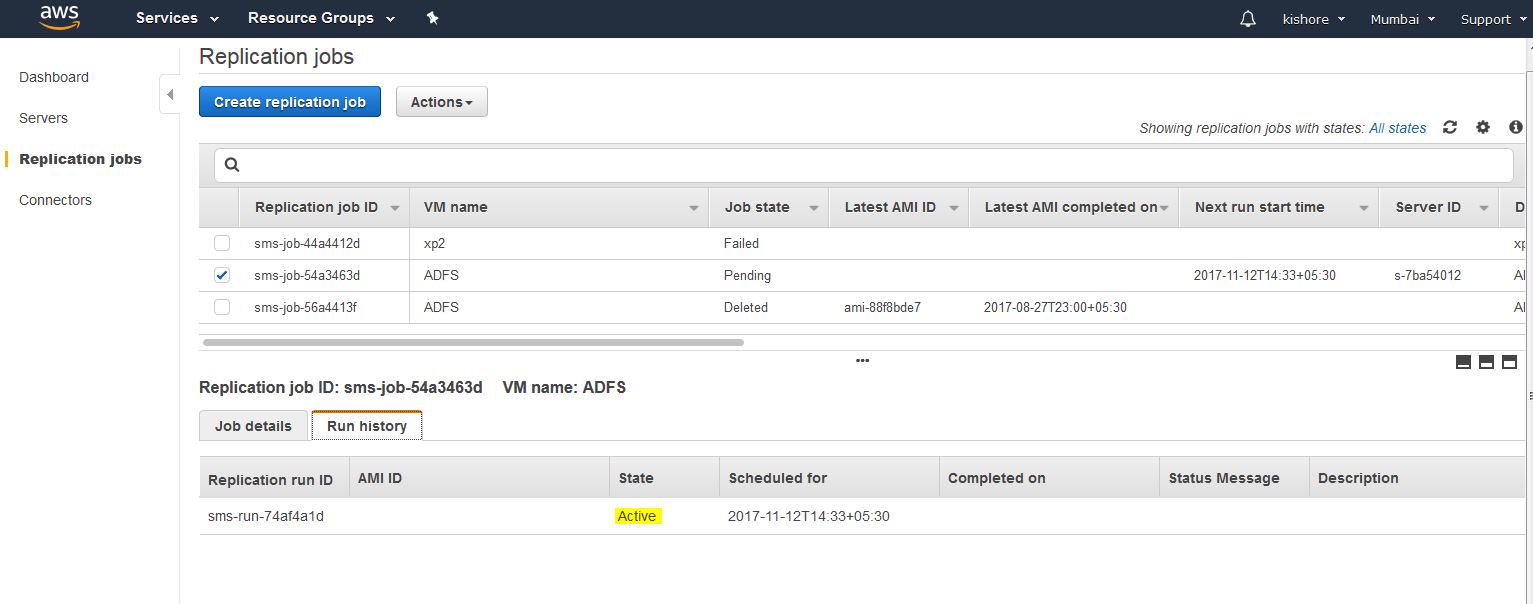 aws Services Resource Groups kishore Mumbai Support
Replication jobs
Dashboard
Servers
Replication jobs
Connectors
Create replication job Actions
Showing replication jobs with states: All states
Replication job ID VM name Job state Latest AMI ID Latest AMI completed on Next run start time Server ID D
sms-job-44a4412d xp2 Failed xp
sms-job-54a3463d ADFS Pending 2017-11-12T14:33+05:30 s-7ba54012 AI
sms-job-56a4413f ADFS Deleted ami-88f8bde7 2017-08-27T23:00+05:30 AI
Replication job ID: sms-job-54a3463d VM name: ADFS
Job details Run history
Replication run ID AMI ID State Scheduled for Completed on Status Message Description
sms-run-74af4a1d Active 2017-11-12T14:33+05:30